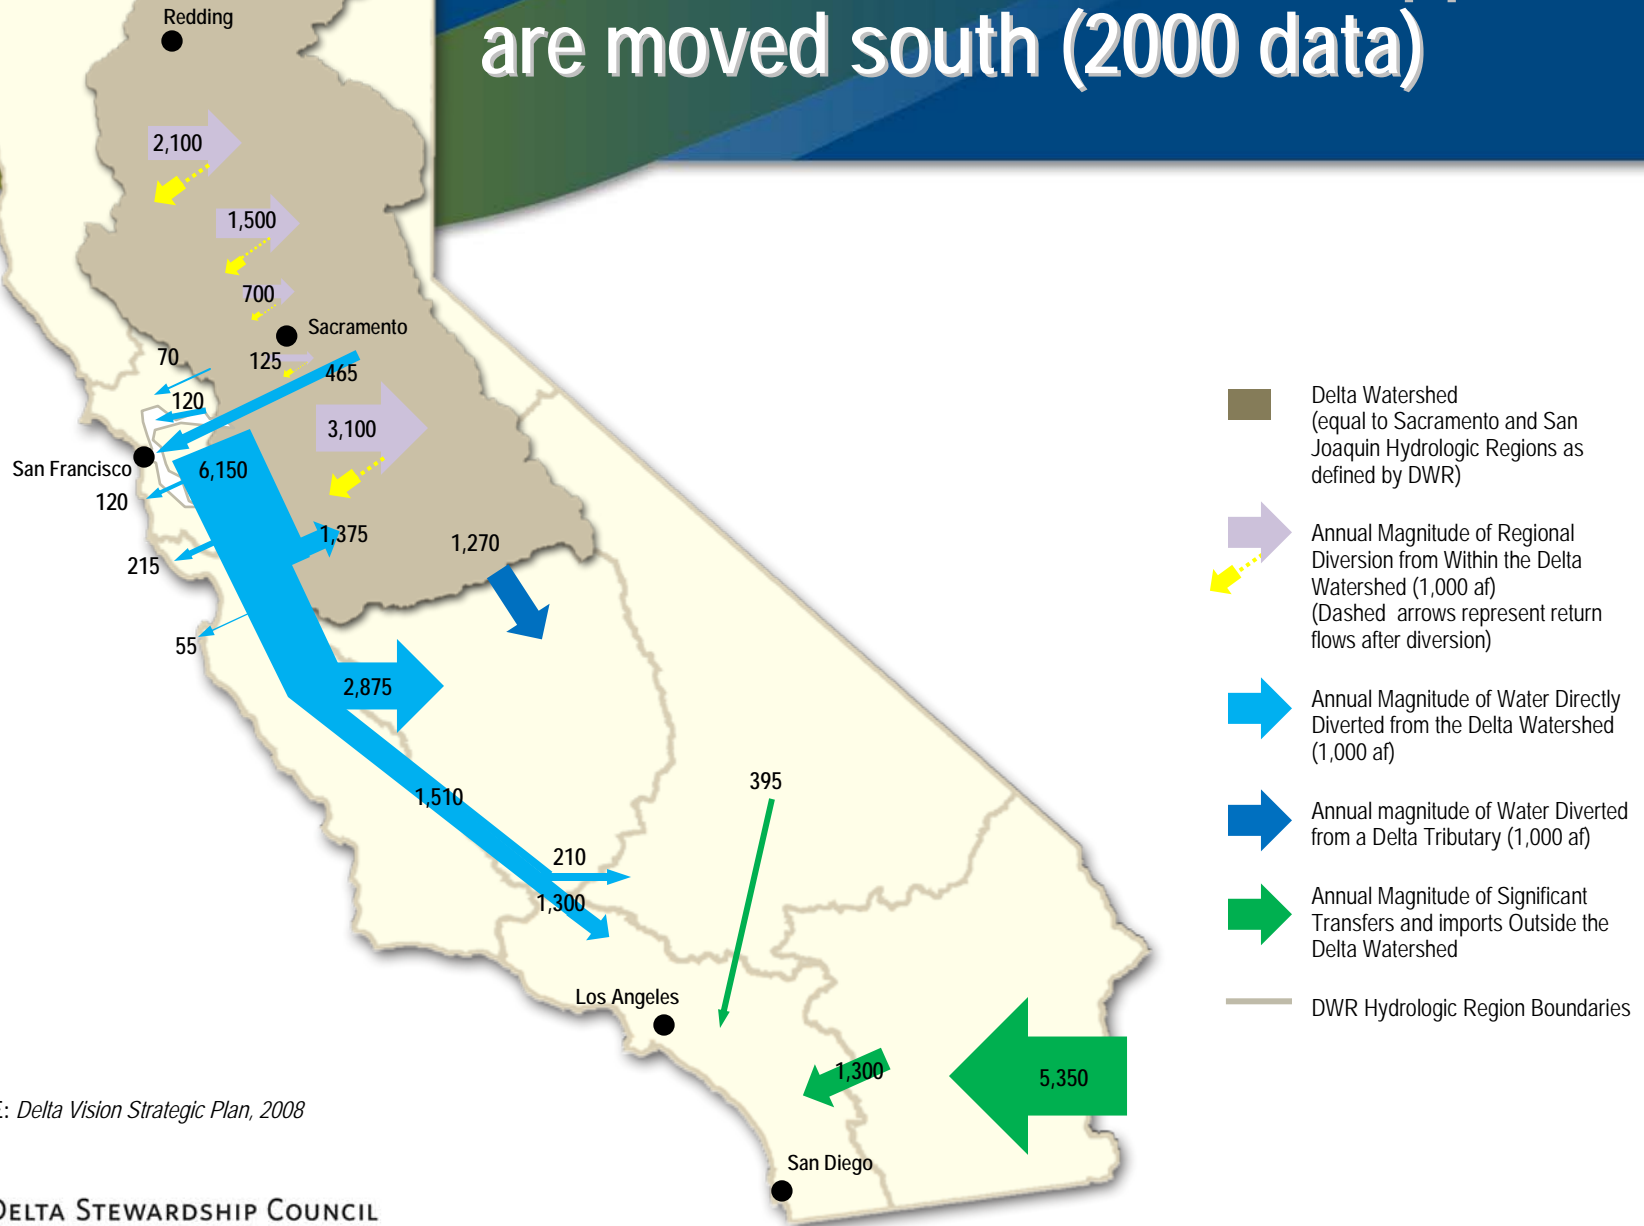 are moved south (2000 data)
Redding
2,100
1,500
700
Sacramento
70
125
465
120
3,100
San Francisco
6,150
120
1,375
1,270
215
55
2,875
1,510
395
210
1,300
Los Angeles
1,300
5,350
San Diego
Delta Watershed
(equal to Sacramento and San
Joaquin Hydrologic Regions as
defined by DWR)
Annual Magnitude of Regional
Diversion from Within the Delta
Watershed (1,000 af)
(Dashed arrows represent return
flows after diversion)
Annual Magnitude of Water Directly
Diverted from the Delta Watershed
(1,000 af)
Annual magnitude of Water Diverted
from a Delta Tributary (1,000 af)
Annual Magnitude of Significant
Transfers and imports Outside the
Delta Watershed
DWR Hydrologic Region Boundaries
E: Delta Vision Strategic Plan, 2008
DELTA STEWARDSHIP COUNCIL